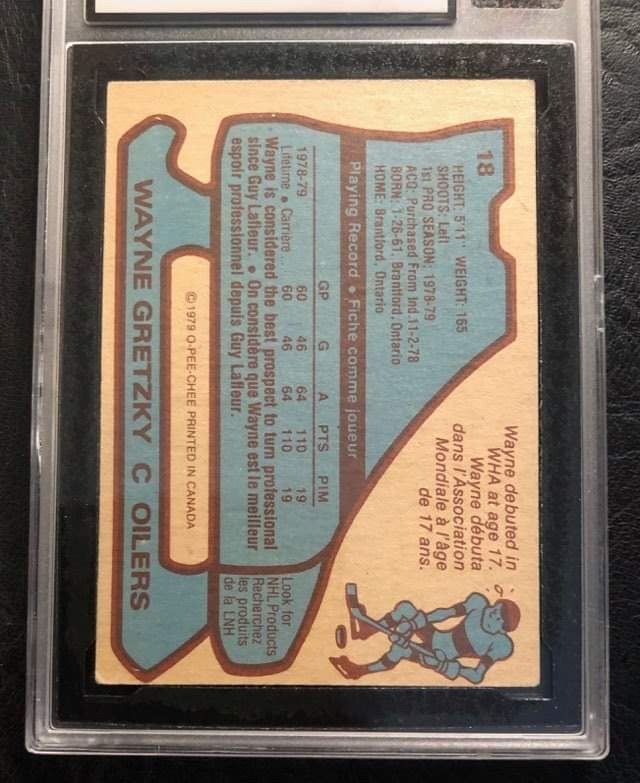 18
HEIGHT: 5'11" WEIGHT: 165
SHOOTS: Left
1st PRO SEASON: 1978-79
ACQ: Purchased From Ind. 11-2-78
BORN: 1-26-61 Brantford, Ontario
HOME: Brantford, Ontario
Wayne debuted in
WHA at age 17.
Wayne débuta
dans l'Association
Mondiale à l'âge
de 17 ans.
Playing Record • Fiche comme joueur
GP G A PTS PIM
1978-79 60 46 64 110 19
Lifetime • Carrière... 60 46 64 110 19
Wayne is considered the best prospect to turn professional
since Guy Lafleur. • On considère que Wayne est le meilleur
espoir professionnel depuis Guy Lafleur.
Look for
NHL Products
Recherchez
les produits
de la LNH
© 1979 O-PEE-CHEE PRINTED IN CANADA
WAYNE GRETZKY C OILERS